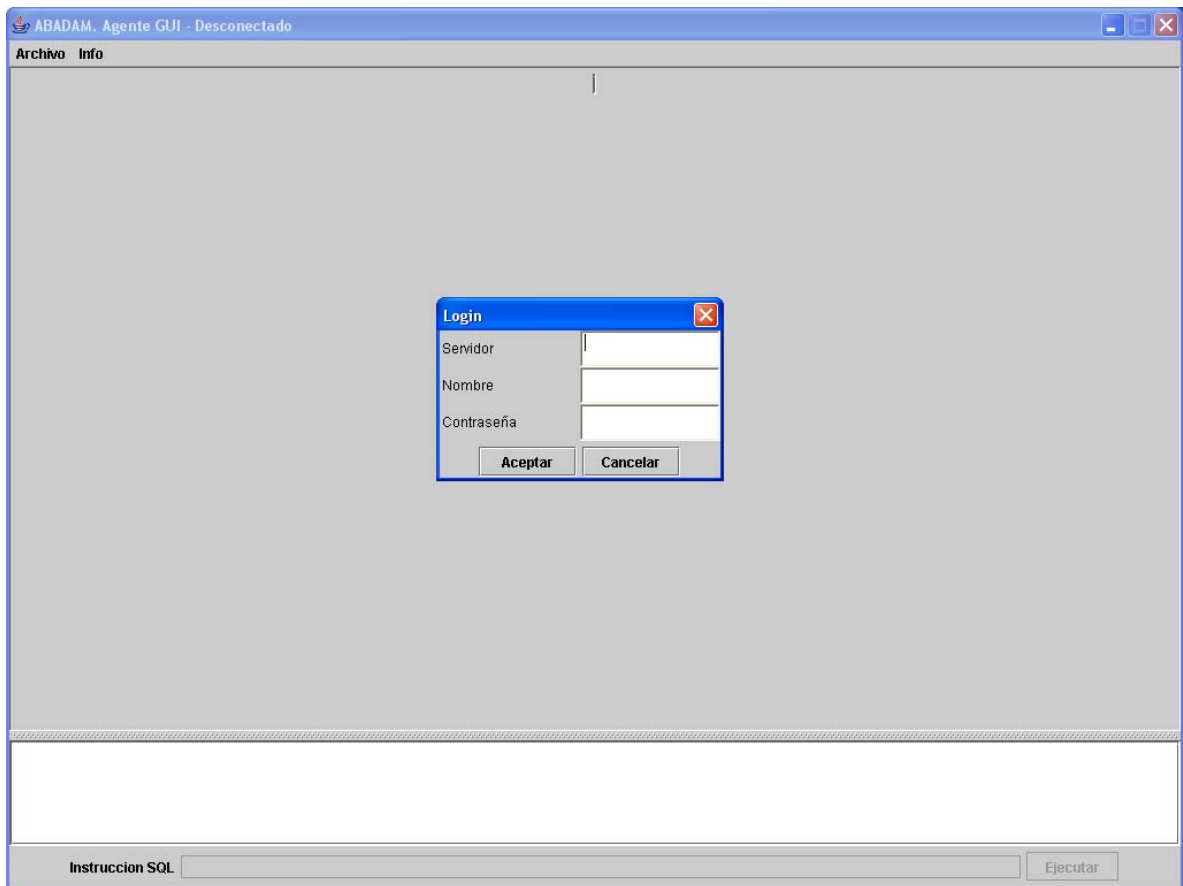 ABADAM. Agente GUI - Desconectado
Archivo Info
Login
Servidor
Nombre
Contraseña
Aceptar Cancelar
Instruccion SQL Ejecutar